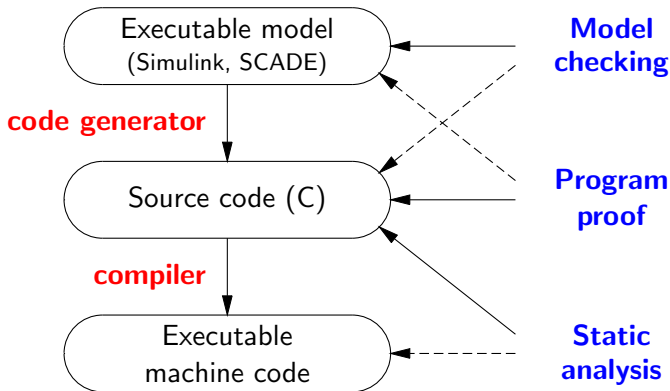 Executable model
(Simulink, SCADE)
Model
checking
code generator
Source code (C)
Program
proof
compiler
Executable
machine code
Static
analysis